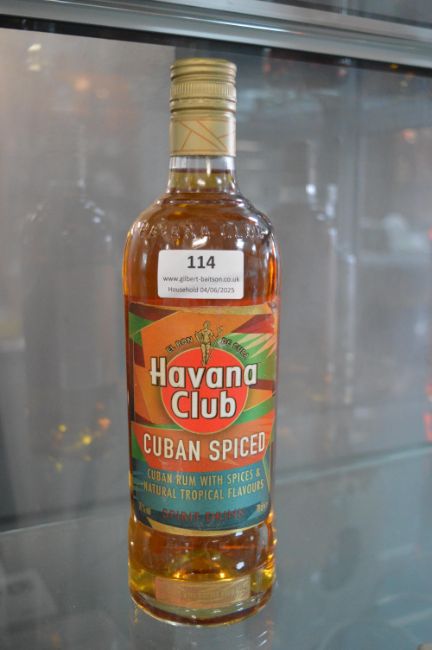 HAVANA CLUB
114
www.gilbert-baitson.co.uk
Household 04/06/2025
EL RON DE CUBA
Havana
Club
CUBAN SPICED
CUBAN RUM WITH SPICES &
NATURAL TROPICAL FLAVOURS
SPIRIT DRINK